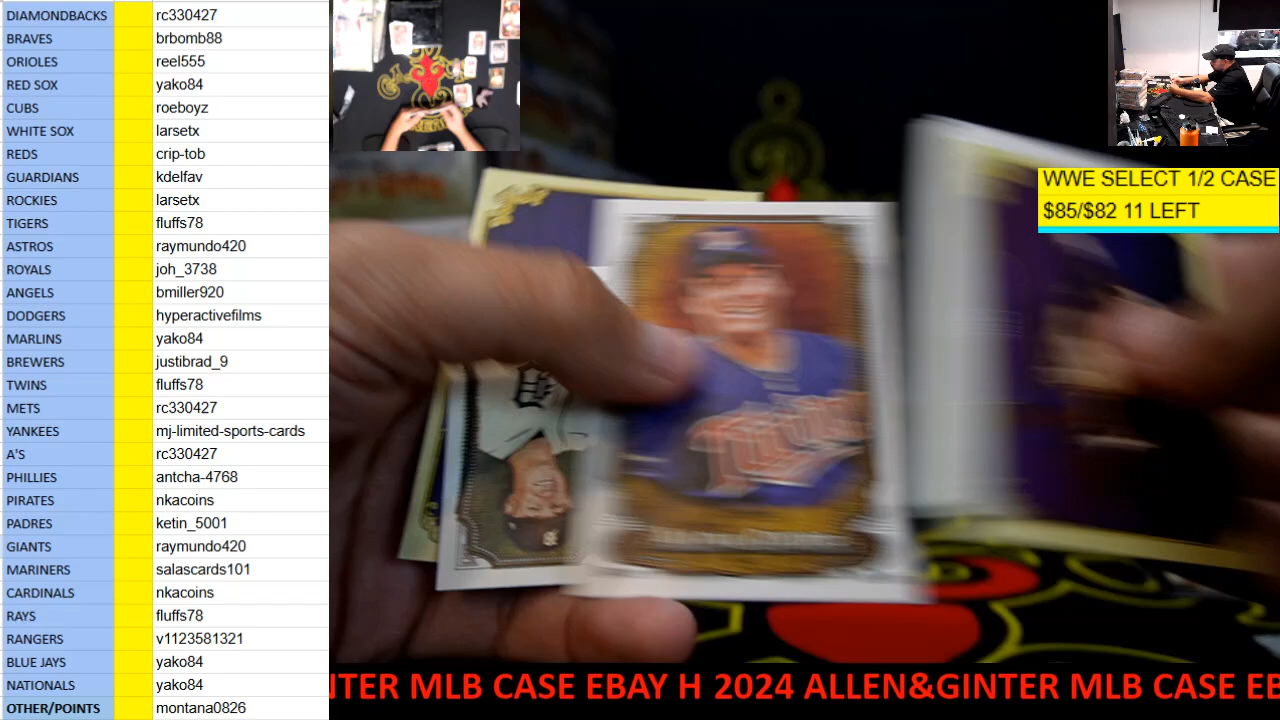 DIAMONDBACKS rc330427
BRAVES brbomb88
ORIOLES reel555
RED SOX yako84
CUBS roeboyz
WHITE SOX larsetx
REDS crip-tob
GUARDIANS kdelfav
ROCKIES larsetx
TIGERS fluffs78
ASTROS raymundo420
ROYALS joh_3738
ANGELS bmiller920
DODGERS hyperactivefilms
MARLINS yako84
BREWERS justibrad_9
TWINS fluffs78
METS rc330427
YANKEES mj-limited-sports-cards
A'S rc330427
PHILLIES antcha-4768
PIRATES nkacoins
PADRES ketin_5001
GIANTS raymundo420
MARINERS salascards101
CARDINALS nkacoins
RAYS fluffs78
RANGERS v1123581321
BLUE JAYS yako84
NATIONALS yako84
OTHER/POINTS montana0826
WWE SELECT 1/2 CASE
$85/$82 11 LEFT
NTER MLB CASE EBAY H 2024 ALLEN&GINTER MLB CASE EB